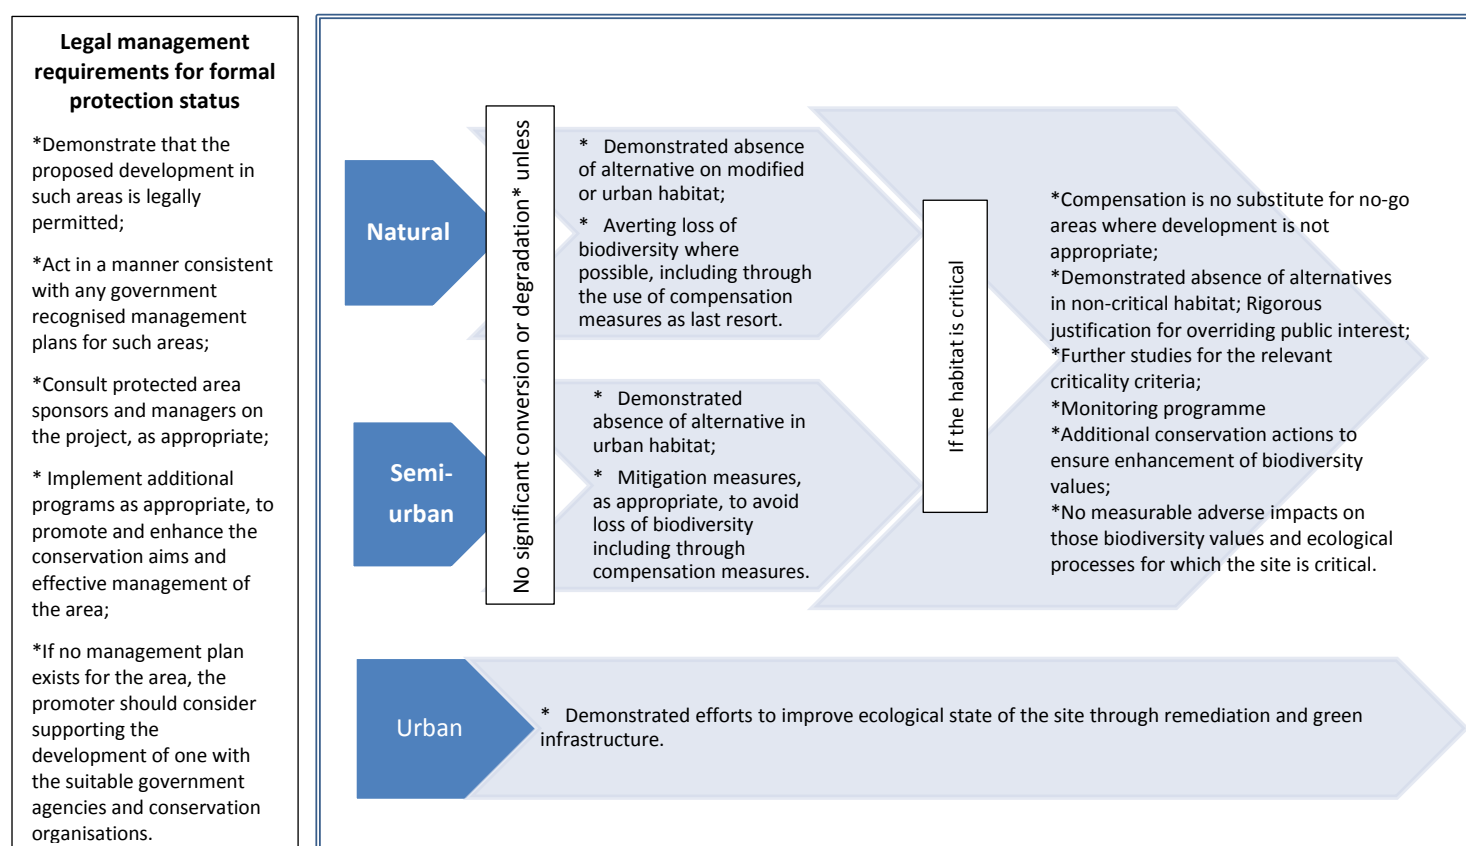 Legal management
requirements for formal
protection status
*Demonstrate that the
proposed development in
such areas is legally
permitted;
*Act in a manner consistent
with any government
recognised management
plans for such areas;
*Consult protected area
sponsors and managers on
the project, as appropriate;
* Implement additional
programs as appropriate, to
promote and enhance the
conservation aims and
effective management of
the area;
*If no management plan
exists for the area, the
promoter should consider
supporting the
development of one with
the suitable government
agencies and conservation
organisations.
Natural
Semi-
urban
No significant conversion or degradation* unless
* Demonstrated absence
of alternative on modified
or urban habitat;
* Averting loss of
biodiversity where
possible, including through
the use of compensation
measures as last resort.
* Demonstrated
absence of alternative in
urban habitat;
* Mitigation measures,
as appropriate, to avoid
loss of biodiversity
including through
compensation measures.
If the habitat is critical
*Compensation is no substitute for no-go
areas where development is not
appropriate;
*Demonstrated absence of alternatives
in non-critical habitat; Rigorous
justification for overriding public interest;
*Further studies for the relevant
criticality criteria;
*Monitoring programme
*Additional conservation actions to
ensure enhancement of biodiversity
values;
*No measurable adverse impacts on
those biodiversity values and ecological
processes for which the site is critical.
Urban
* Demonstrated efforts to improve ecological state of the site through remediation and green
infrastructure.